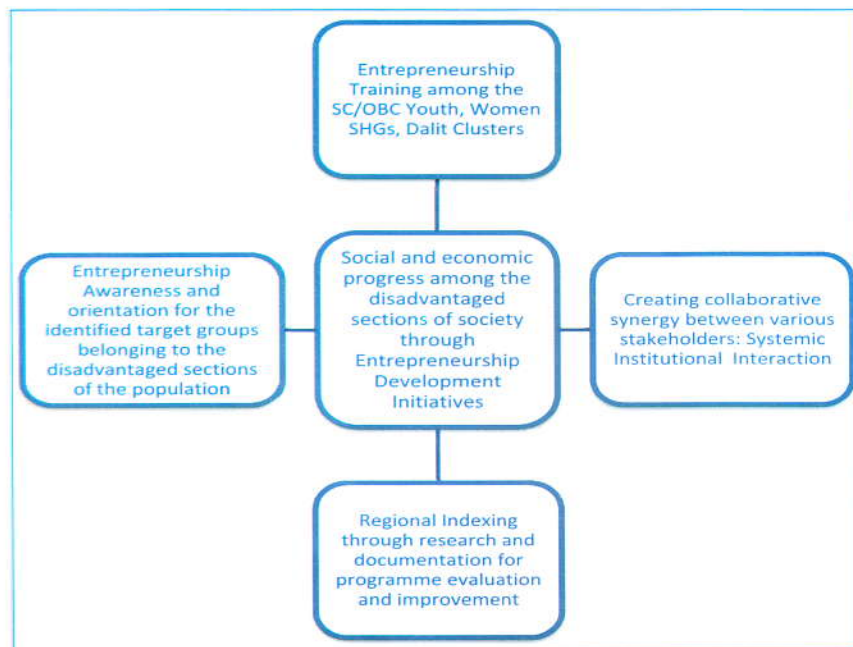 Entrepreneurship
Training among the
SC/OBC Youth, Women
SHGs, Dalit Clusters
Entrepreneurship
Awareness and
orientation for the
identified target groups
belonging to the
disadvantaged sections
of the population
Social and economic
progress among the
disadvantaged
sections of society
through
Entrepreneurship
Development
Initiatives
Creating collaborative
synergy between various
stakeholders: Systemic
Institutional Interaction
Regional Indexing
through research and
documentation for
programme evaluation
and improvement